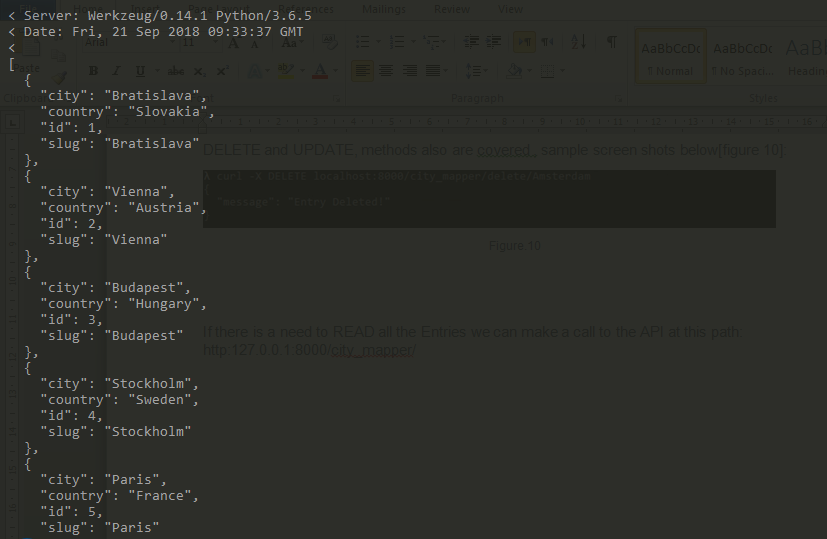 < Server: Werkzeug/0.14.1 Python/3.6.5
< Date: Fri, 21 Sep 2018 09:33:37 GMT
<
[
{
"city": "Bratislava",
"country": "Slovakia",
"id": 1,
"slug": "Bratislava"
},
{
"city": "Vienna",
"country": "Austria",
"id": 2,
"slug": "Vienna"
},
{
"city": "Budapest",
"country": "Hungary",
"id": 3,
"slug": "Budapest"
},
{
"city": "Stockholm",
"country": "Sweden",
"id": 4,
"slug": "Stockholm"
},
{
"city": "Paris",
"country": "France",
"id": 5,
"slug": "Paris"
Home
References
Mailings
Review
View
Arial
11
Paste
AaBbCcDc
AaBbCcDc
AaBb
¶ Normal
¶ No Spaci...
Heading
Paragraph
Styles
DELETE and UPDATE, methods also are covered, sample screen shots below[figure 10]
curl -X DELETE localhost:8000/city_mapper/delete/Amsterdam
"message": "Entry Deleted!"
Figure 10
If there is a need to READ all the Entries we can make a call to the API at this path:
http:127.0.0.1:8000/city_mapper/